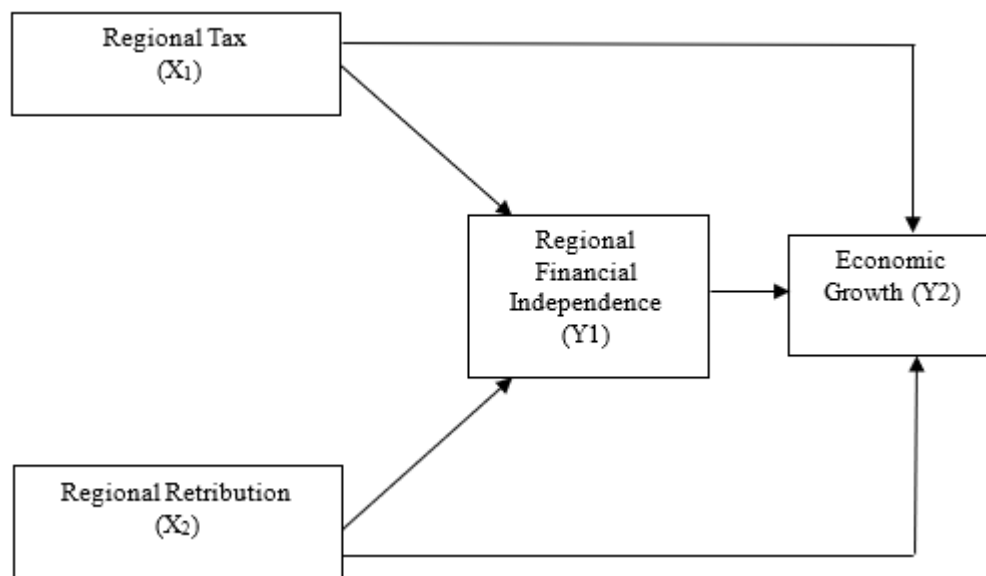 Regional Tax
(X₁)
Regional
Financial
Independence
(Y1)
Economic
Growth (Y2)
Regional Retribution
(X₂)